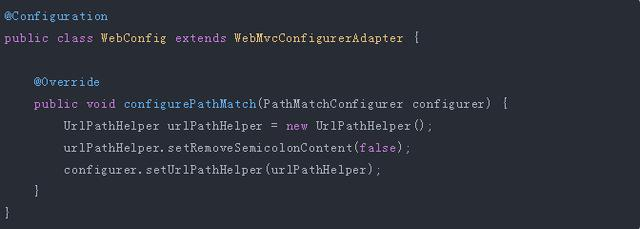 @Configuration
public class WebConfig extends WebMvcConfigurerAdapter {
@Override
public void configurePathMatch(PathMatchConfigurer configurer) {
UrlPathHelper urlPathHelper = new UrlPathHelper();
urlPathHelper.setRemoveSemicolonContent(false);
configurer.setUrlPathHelper(urlPathHelper);
}
}